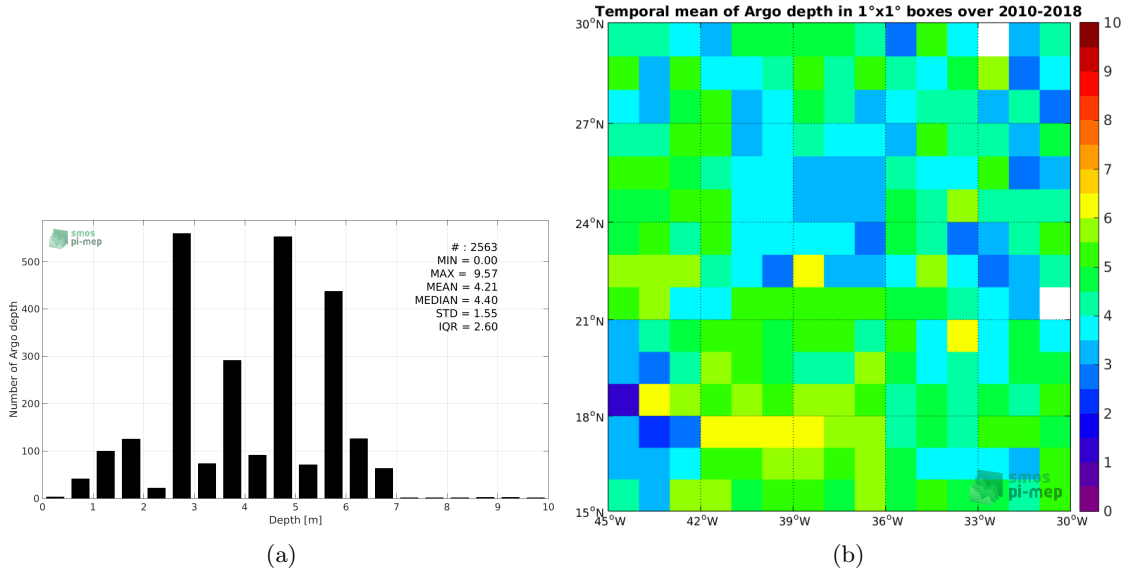 smos
pi-mep
# : 2563
MIN = 0.00
MAX = 9.57
MEAN = 4.21
MEDIAN = 4.40
STD = 1.55
IQR = 2.60
Number of Argo depth
500
400
300
200
100
0
0 1 2 3 4 5 6 7 8 9 10
Depth [m]
(a)
Temporal mean of Argo depth in 1°x1° boxes over 2010-2018
30°N
27°N
24°N
21°N
18°N
15°N
45°W 42°W 39°W 36°W 33°W 30°W
smos
pi-mep
10
9
8
7
6
5
4
3
2
1
0
(b)